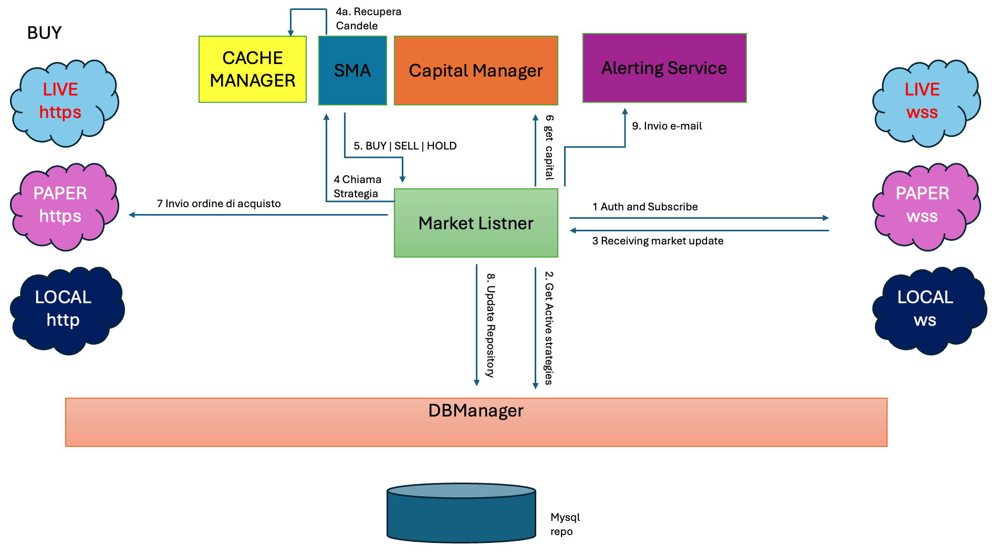 BUY
4a. Recupera
Candele
CACHE
MANAGER
SMA
Capital Manager
Alerting Service
LIVE
https
LIVE
wss
9. Invio e-mail
6 get capital
5. BUY | SELL | HOLD
4 Chiama
Strategia
PAPER
https
7 Invio ordine di acquisto
Market Listner
1 Auth and Subscribe
3 Receiving market update
PAPER
wss
LOCAL
http
8. Update Repository
2. Get Active strategies
LOCAL
ws
DBManager
Mysql
repo